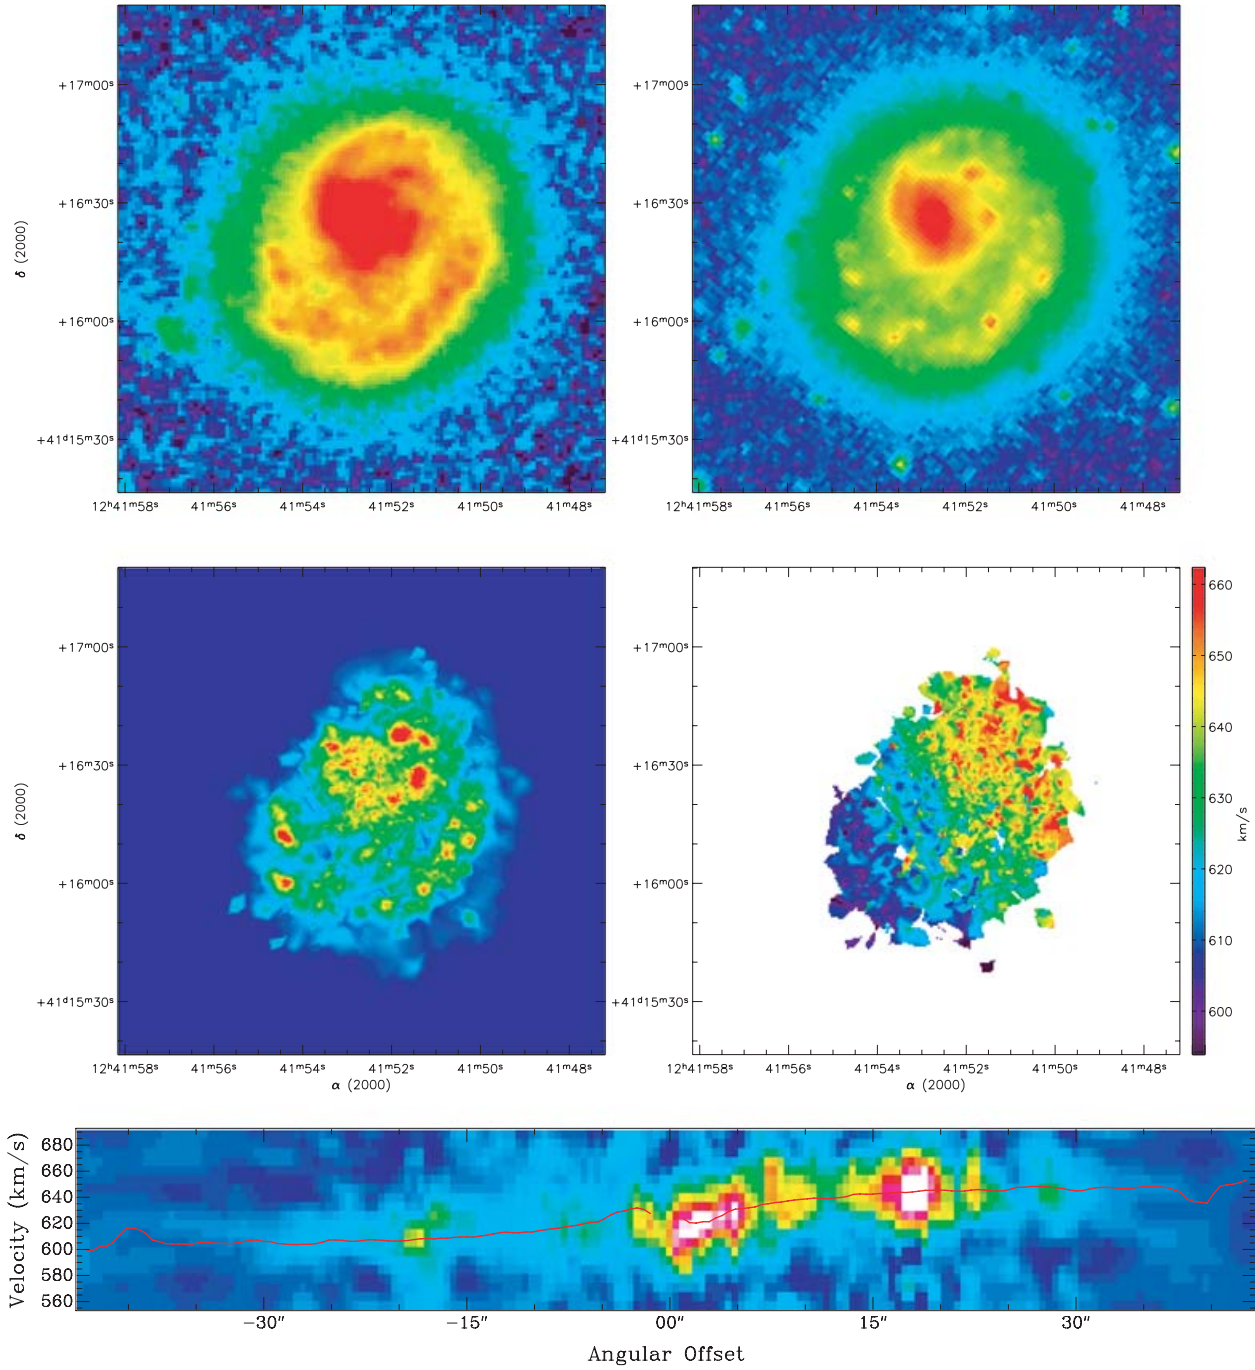 +17ᵐ00ˢ
+16ᵐ30ˢ
+16ᵐ00ˢ
+41ᵈ15ᵐ30ˢ
δ (2000)
12ʰ41ᵐ58ˢ 41ᵐ56ˢ 41ᵐ54ˢ 41ᵐ52ˢ 41ᵐ50ˢ 41ᵐ48ˢ
+17ᵐ00ˢ
+16ᵐ30ˢ
+16ᵐ00ˢ
+41ᵈ15ᵐ30ˢ
12ʰ41ᵐ58ˢ 41ᵐ56ˢ 41ᵐ54ˢ 41ᵐ52ˢ 41ᵐ50ˢ 41ᵐ48ˢ
+17ᵐ00ˢ
+16ᵐ30ˢ
+16ᵐ00ˢ
+41ᵈ15ᵐ30ˢ
δ (2000)
12ʰ41ᵐ58ˢ 41ᵐ56ˢ 41ᵐ54ˢ 41ᵐ52ˢ 41ᵐ50ˢ 41ᵐ48ˢ
α (2000)
+17ᵐ00ˢ
+16ᵐ30ˢ
+16ᵐ00ˢ
+41ᵈ15ᵐ30ˢ
12ʰ41ᵐ58ˢ 41ᵐ56ˢ 41ᵐ54ˢ 41ᵐ52ˢ 41ᵐ50ˢ 41ᵐ48ˢ
α (2000)
660
650
640
630
620
610
600
km/s
Velocity (km/s)
680
660
640
620
600
580
560
−30″ −15″ 00″ 15″ 30″
Angular Offset